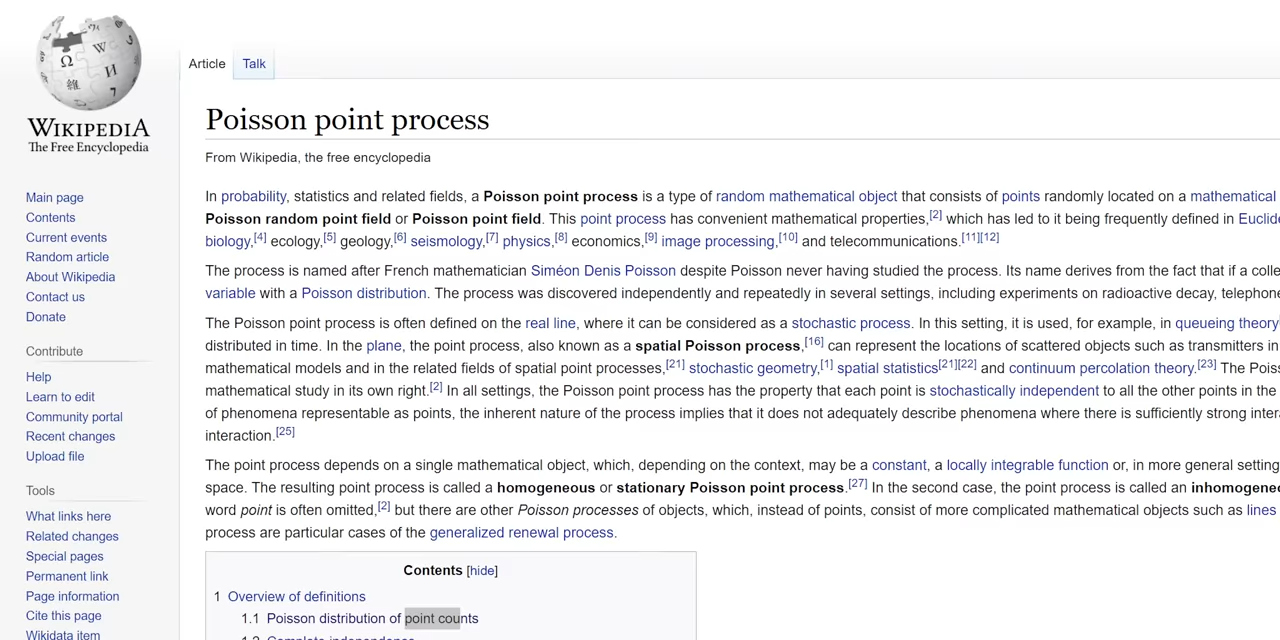 Article
Talk
WIKIPEDIA
The Free Encyclopedia
Main page
Contents
Current events
Random article
About Wikipedia
Contact us
Donate
Contribute
Help
Learn to edit
Community portal
Recent changes
Upload file
Tools
What links here
Related changes
Special pages
Permanent link
Page information
Cite this page
Wikidata item
Poisson point process
From Wikipedia, the free encyclopedia
In probability, statistics and related fields, a Poisson point process is a type of random mathematical object that consists of points randomly located on a mathematical
Poisson random point field or Poisson point field. This point process has convenient mathematical properties,[2] which has led to it being frequently defined in Euclide
biology,[4] ecology,[5] geology,[6] seismology,[7] physics,[8] economics,[9] image processing,[10] and telecommunications.[11][12]
The process is named after French mathematician Siméon Denis Poisson despite Poisson never having studied the process. Its name derives from the fact that if a colle
variable with a Poisson distribution. The process was discovered independently and repeatedly in several settings, including experiments on radioactive decay, telephone
The Poisson point process is often defined on the real line, where it can be considered as a stochastic process. In this setting, it is used, for example, in queueing theory
distributed in time. In the plane, the point process, also known as a spatial Poisson process,[16] can represent the locations of scattered objects such as transmitters in
mathematical models and in the related fields of spatial point processes,[21] stochastic geometry,[1] spatial statistics[21][22] and continuum percolation theory.[23] The Poiss
mathematical study in its own right.[2] In all settings, the Poisson point process has the property that each point is stochastically independent to all the other points in the
of phenomena representable as points, the inherent nature of the process implies that it does not adequately describe phenomena where there is sufficiently strong inter
interaction.[25]
The point process depends on a single mathematical object, which, depending on the context, may be a constant, a locally integrable function or, in more general setting
space. The resulting point process is called a homogeneous or stationary Poisson point process.[27] In the second case, the point process is called an inhomogene
word point is often omitted,[2] but there are other Poisson processes of objects, which, instead of points, consist of more complicated mathematical objects such as lines
process are particular cases of the generalized renewal process.
Contents [hide]
1 Overview of definitions
1.1 Poisson distribution of point counts
1.2 Complete independence